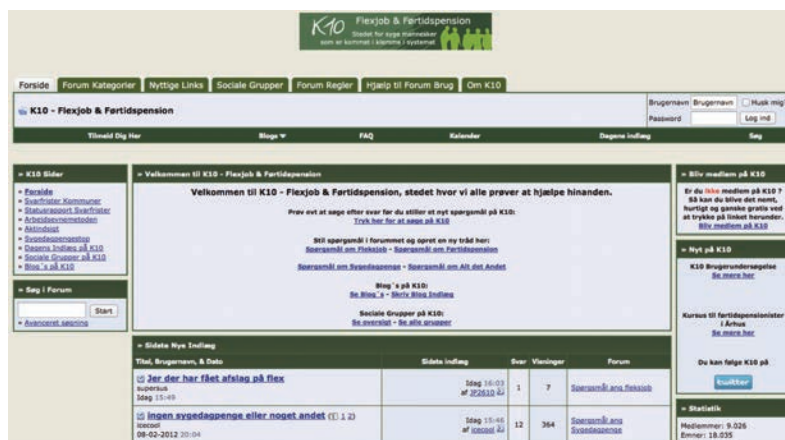 K10 Flexjob & Førtidspension
Stedet for syge mennesker
som er kommet i klemme i systemet
Forside Forum Kategorier Nyttige Links Sociale Grupper Forum Regler Hjælp til Forum Brug Om K10
K10 - Flexjob & Førtidspension
Brugernavn Brugernavn Husk mig!
Password Log ind
Tilmeld Dig Her Blogs FAQ Kalender Dagens indlæg Søg
» K10 Sider
» Forside
» Svarfrister Kommuner
» Statusrapport Svarfrister
» Arbejdsevnemetoden
» Aktindsigt
» Sygedagpengestop
» Dagens Indlæg på K10
» Sociale Grupper på K10
» Blog´s på K10
» Søg i Forum
Start
» Avanceret søgning
» Velkommen til K10 - Flexjob & Førtidspension
Velkommen til K10 - Flexjob & Førtidspension, stedet hvor vi alle prøver at hjælpe hinanden.
Prøv evt at søge efter svar før du stiller et nyt spørgsmål på K10:
Tryk her for at søge på K10
Stil spørgsmål i forummet og opret en ny tråd her:
Spørgsmål om Fleksjob - Spørgsmål om Førtidspension
Spørgsmål om Sygedagpenge - Spørgsmål om Alt det Andet
Blog´s på K10:
Se Blog´s - Skriv Blog Indlæg
Sociale Grupper på K10:
Se oversigt - Se alle grupper
» Sidste Nye Indlæg
Titel, Brugernavn, & Dato Sidste indlæg Svar Visninger Forum
Jer der har fået afslag på flex
supersus
Idag 15:49
Idag 16:03
af JP2610
1 7 Spørgsmål ang fleksjob
ingen sygedagpenge eller noget andet ( 1 2)
icecool
08-02-2012 20:04
Idag 15:46
af icecool
12 364 Spørgsmål ang
Sygedagpenge
» Bliv medlem på K10
Er du ikke medlem på K10 ?
Så kan du blive det nemt,
hurtigt og ganske gratis ved
at trykke på linket herunder.
Bliv medlem på K10
» Nyt på K10
K10 Brugerundersøgelse
Se mere her
Kursus til førtidspensionister
i Århus
Se mere her
Du kan følge K10 på
twitter
» Statistik
Medlemmer: 9.026
Emner: 18.035